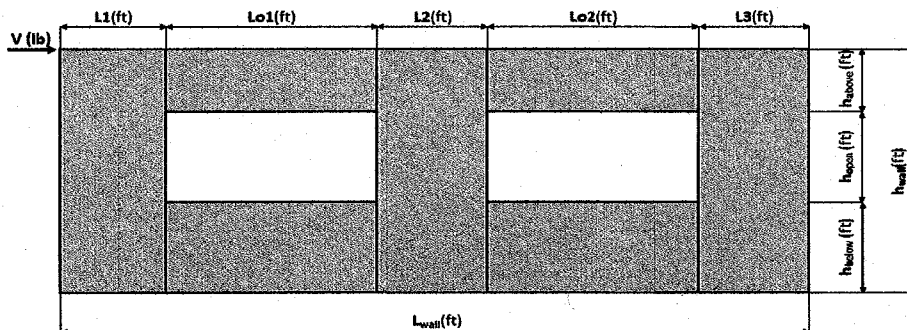 L1(ft) Lo1(ft) L2(ft) Lo2(ft) L3(ft)
V (lb)
habove(ft)
hopen(ft)
hwall(ft)
hbelow(ft)
Lwall(ft)